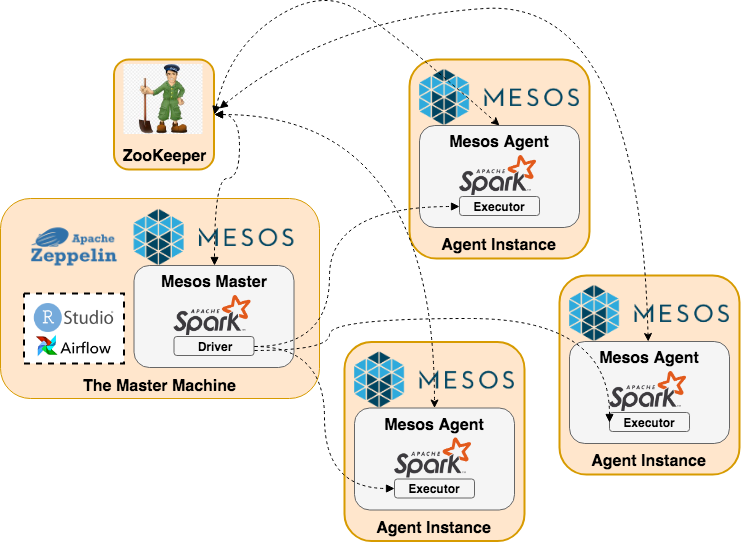 ZooKeeper
MESOS
Mesos Agent
APACHE
Spark
Executor
Agent Instance
Apache
Zeppelin
MESOS
Mesos Master
APACHE
Spark
Driver
R Studio
Airflow
The Master Machine
MESOS
Mesos Agent
APACHE
Spark
Executor
Agent Instance
MESOS
Mesos Agent
APACHE
Spark
Executor
Agent Instance